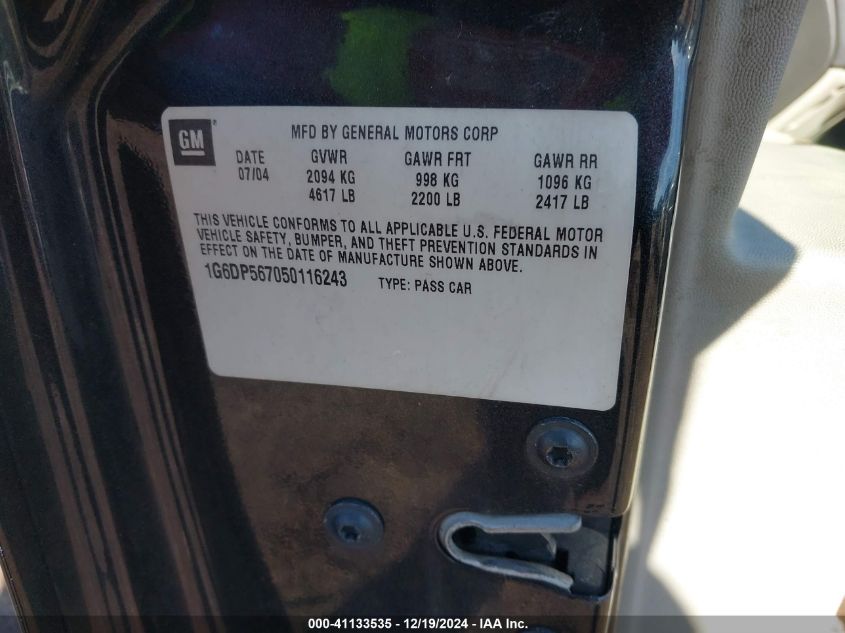 GM®
MFD BY GENERAL MOTORS CORP
DATE GVWR GAWR FRT GAWR RR
07/04 2094 KG 998 KG 1096 KG
4617 LB 2200 LB 2417 LB
THIS VEHICLE CONFORMS TO ALL APPLICABLE U.S. FEDERAL MOTOR
VEHICLE SAFETY, BUMPER, AND THEFT PREVENTION STANDARDS IN
EFFECT ON THE DATE OF MANUFACTURE SHOWN ABOVE.
1G6DP567050116243 TYPE: PASS CAR
000-41133535 - 12/19/2024 - IAA Inc.